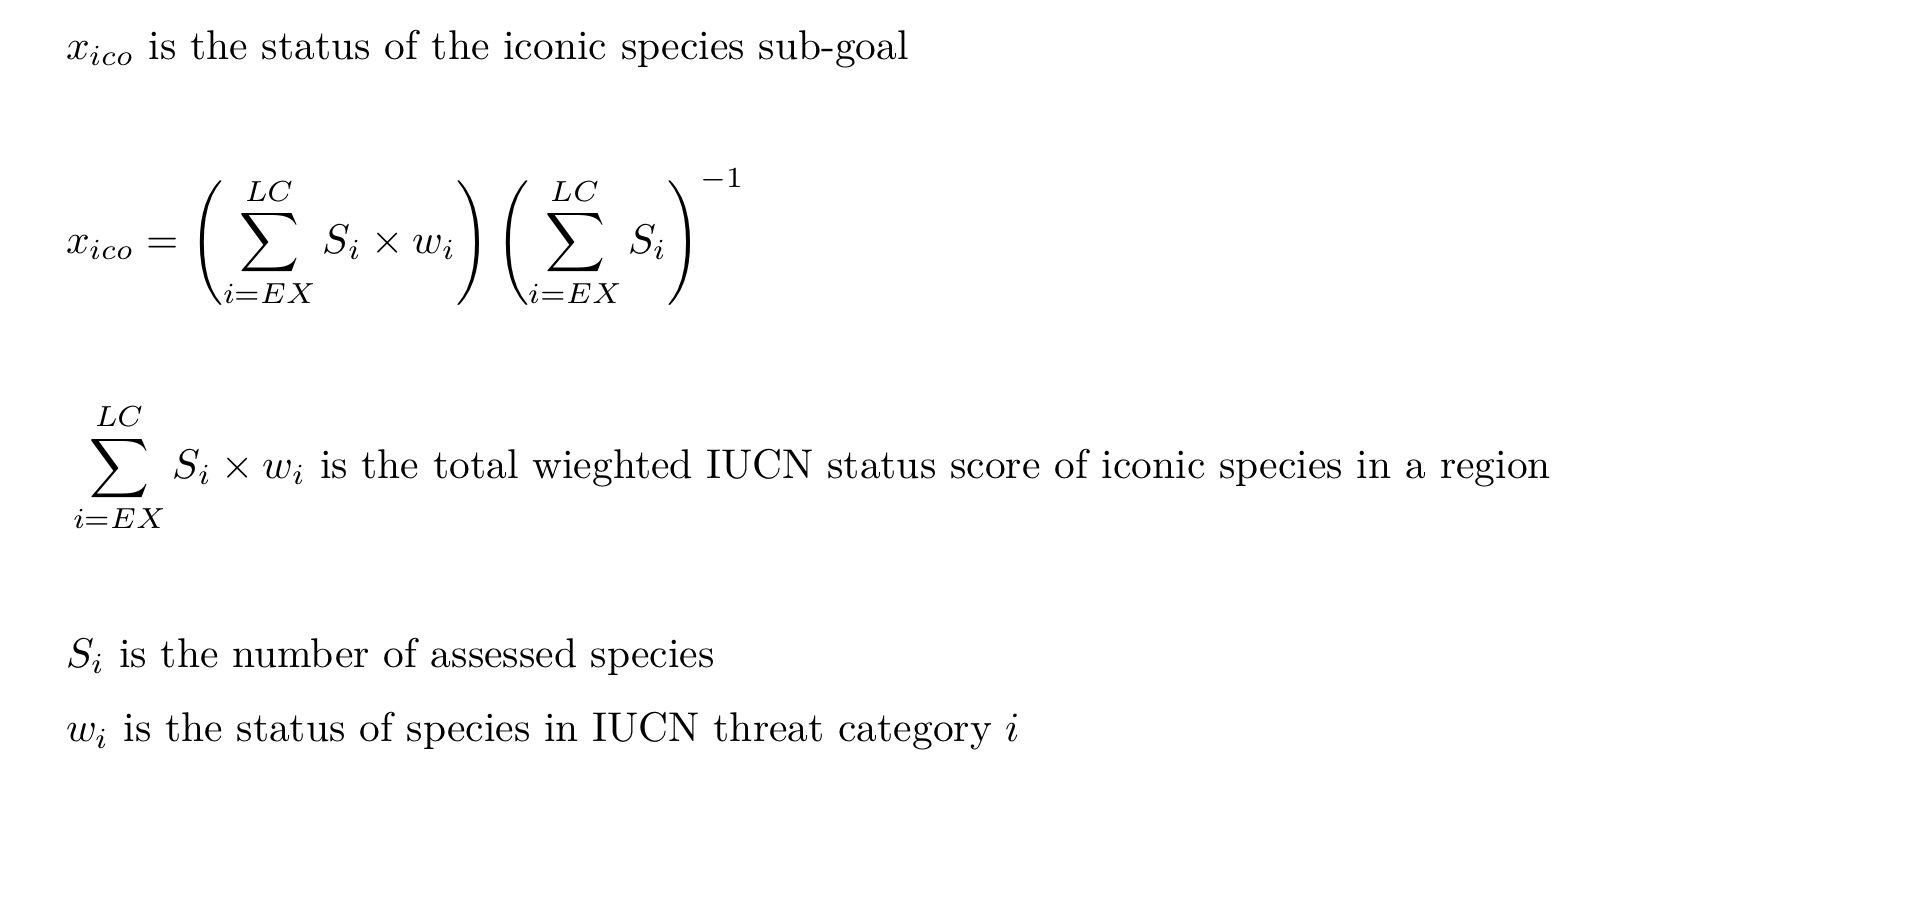 $x_{ico}$ is the status of the iconic species sub-goal
$x_{ico} = \left( \sum_{i=EX}^{LC} S_i \times w_i \right) \left( \sum_{i=EX}^{LC} S_i \right)^{-1}$
$\sum_{i=EX}^{LC} S_i \times w_i$ is the total wieghted IUCN status score of iconic species in a region
$S_i$ is the number of assessed species
$w_i$ is the status of species in IUCN threat category $i$